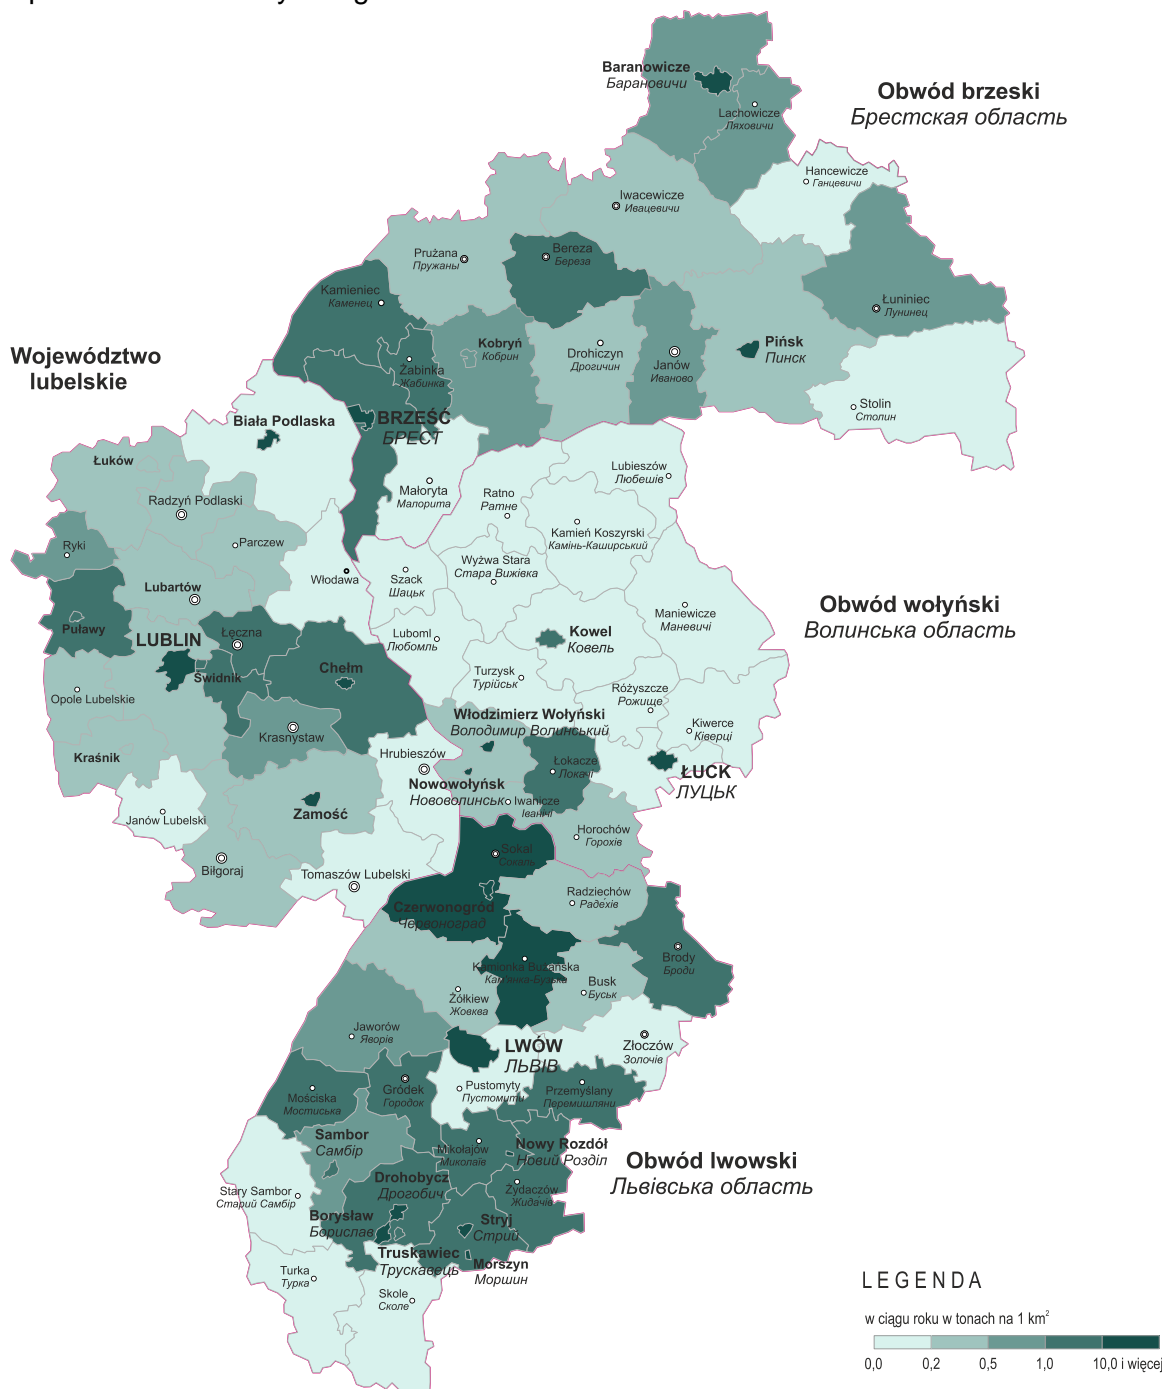 Baranowicze
Барановичи
Obwód brzeski
Брестская область
Lachowicze
Ляховичи
Hancewicze
Ганцевичи
Iwacewicze
Ивацевичи
Prużana
Пружаны
Bereza
Береза
Kamieniec
Каменец
Łuniniec
Лунинец
Kobryń
Кобрин
Pińsk
Пинск
Drohiczyn
Дрогичин
Janów
Иваново
Żabinka
Жабинка
Województwo
lubelskie
Stolin
Столин
BRZEŚĆ
БРЕСТ
Biała Podlaska
Łuków
Małoryta
Малорита
Lubieszów
Любешів
Radzyń Podlaski
Ratno
Ратне
Kamień Koszyrski
Камінь-Каширський
Ryki
Parczew
Wyżwa Stara
Стара Вижівка
Włodawa
Szack
Шацьк
Lubartów
Maniewicze
Маневичі
Obwód wołyński
Волинська область
Puławy
LUBLIN
Łęczna
Luboml
Любомль
Kowel
Ковель
Chełm
Świdnik
Turzysk
Турійськ
Opole Lubelskie
Różyszcze
Рожище
Włodzimierz Wołyński
Володимир Волинський
Kiwerce
Ківерці
Krasnystaw
Kraśnik
Hrubieszów
Łokacze
Локачі
ŁUCK
ЛУЦЬК
Nowowołyńsk
Нововолинськ
Iwanicze
Іваничі
Zamość
Janów Lubelski
Horochów
Горохів
Sokal
Сокаль
Biłgoraj
Tomaszów Lubelski
Radziechów
Радехів
Czerwonogród
Червоноград
Brody
Броди
Kamionka Bużańska
Кам'янка-Бузька
Busk
Буськ
Żółkiew
Жовква
Jaworów
Яворів
LWÓW
ЛЬВІВ
Złoczów
Золочів
Mościska
Мостиська
Gródek
Городок
Pustomyty
Пустомити
Przemyślany
Перемишляни
Sambor
Самбір
Mikołajów
Миколаїв
Nowy Rozdół
Новий Розділ
Obwód lwowski
Львівська область
Drohobycz
Дрогобич
Stary Sambor
Старий Самбір
Żydaczów
Жидачів
Borysław
Борислав
Stryj
Стрий
Truskawiec
Трускавець
Morszyn
Моршин
Turka
Турка
Skole
Сколе
LEGENDA
w ciągu roku w tonach na 1 km²
0,0 0,2 0,5 1,0 10,0 i więcej